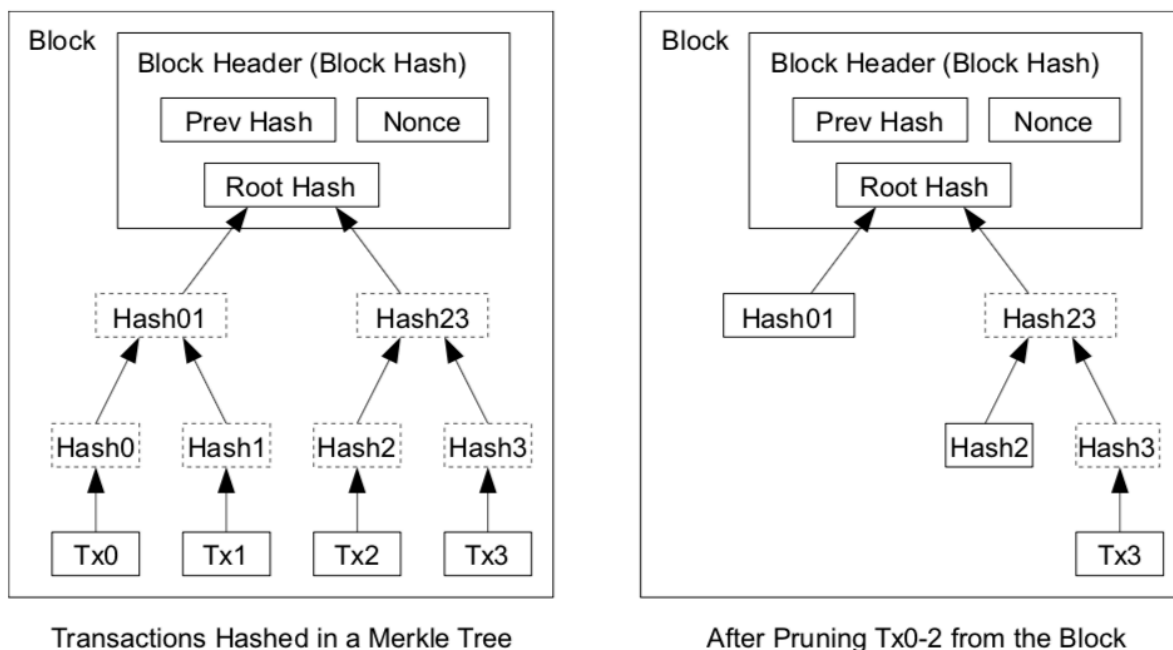 Block
Block Header (Block Hash)
Prev Hash
Nonce
Root Hash
Hash01
Hash23
Hash0
Hash1
Hash2
Hash3
Tx0
Tx1
Tx2
Tx3
Transactions Hashed in a Merkle Tree
Block
Block Header (Block Hash)
Prev Hash
Nonce
Root Hash
Hash01
Hash23
Hash2
Hash3
Tx3
After Pruning Tx0-2 from the Block